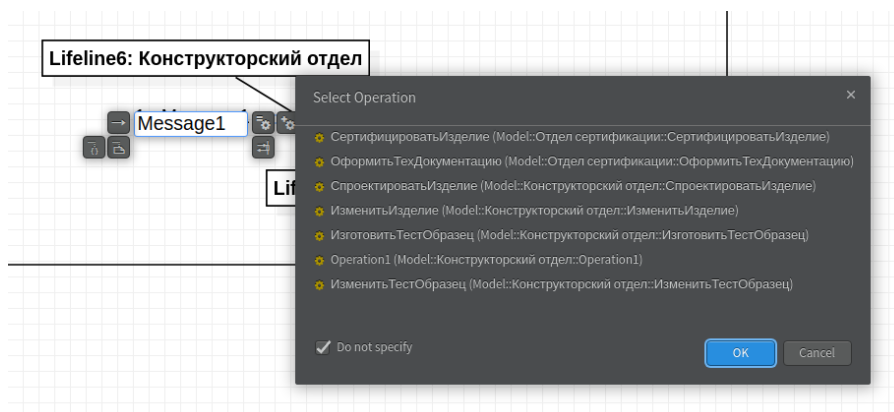 Lifeline6: Конструкторский отдел
Message1
Lif
Select Operation
СертифицироватьИзделие (Model::Отдел сертификации::СертифицироватьИзделие)
ОформитьТехДокументацию (Model::Отдел сертификации::ОформитьТехДокументацию)
СпроектироватьИзделие (Model::Конструкторский отдел::СпроектироватьИзделие)
ИзменитьИзделие (Model::Конструкторский отдел::ИзменитьИзделие)
ИзготовитьТестОбразец (Model::Конструкторский отдел::ИзготовитьТестОбразец)
Operation1 (Model::Конструкторский отдел::Operation1)
ИзменитьТестОбразец (Model::Конструкторский отдел::ИзменитьТестОбразец)
Do not specify
OK
Cancel